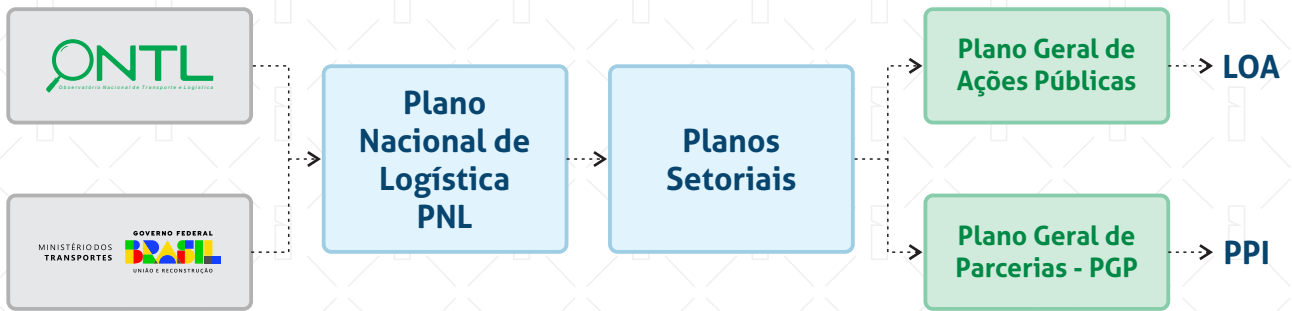 ONTL
Observatório Nacional de Transporte e Logística
MINISTÉRIO DOS
TRANSPORTES
GOVERNO FEDERAL
BRASIL
UNIÃO E RECONSTRUÇÃO
Plano
Nacional de
Logística
PNL
Planos
Setoriais
Plano Geral de
Ações Públicas
LOA
Plano Geral de
Parcerias - PGP
PPI